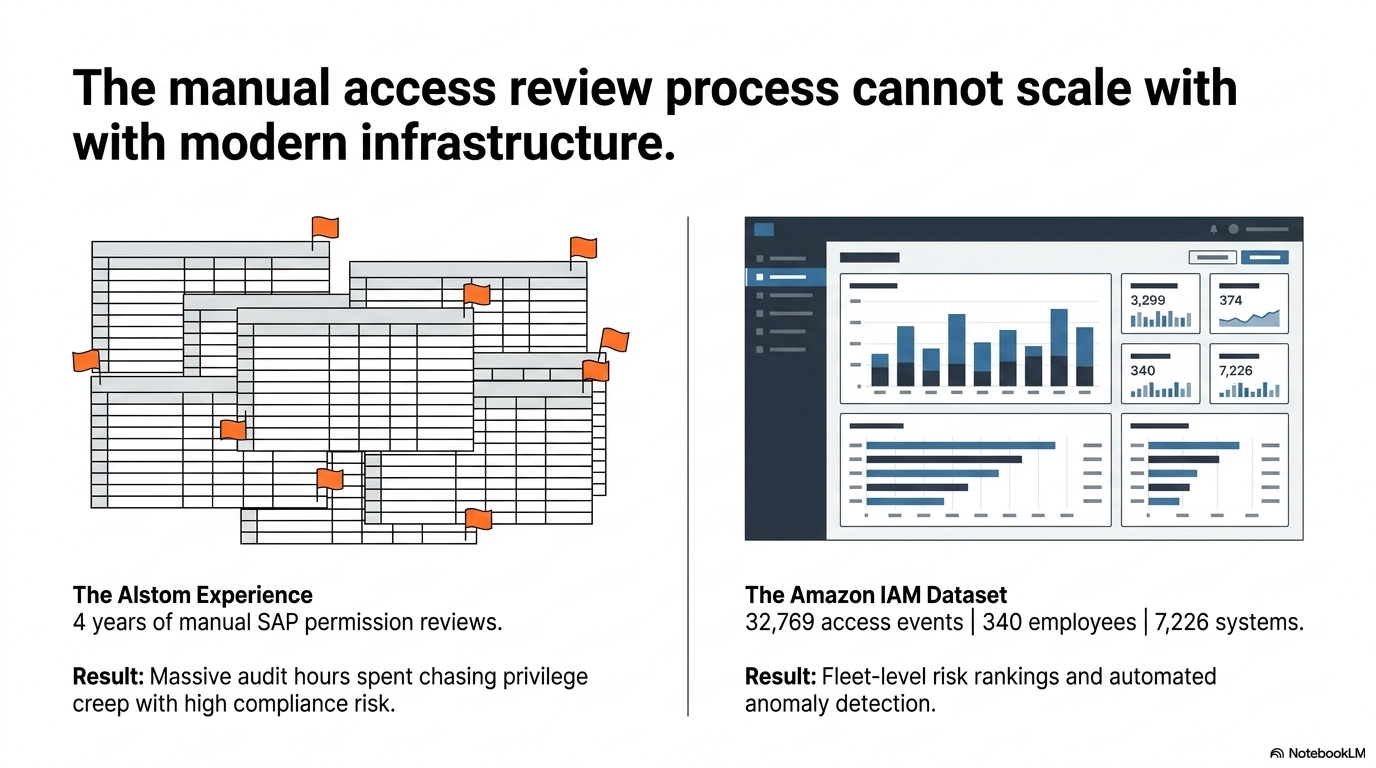 The manual access review process cannot scale with
with modern infrastructure.
3,299
374
340
7,226
The Alstom Experience
4 years of manual SAP permission reviews.
Result: Massive audit hours spent chasing privilege
creep with high compliance risk.
The Amazon IAM Dataset
32,769 access events | 340 employees | 7,226 systems.
Result: Fleet-level risk rankings and automated
anomaly detection.
NotebookLM